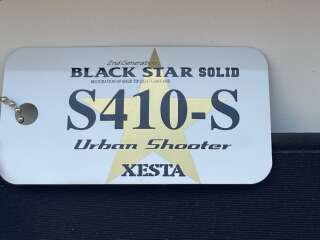 2nd Generation
BLACK STAR SOLID
S410-S
Urban Shooter
XESTA